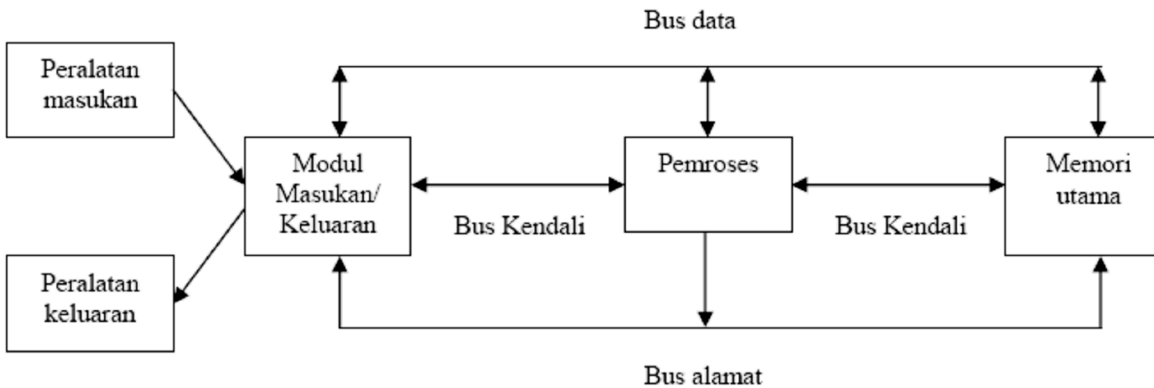 Bus data
Peralatan
masukan
Modul
Masukan/
Keluaran
Pemroses
Memori
utama
Bus Kendali
Bus Kendali
Peralatan
keluaran
Bus alamat